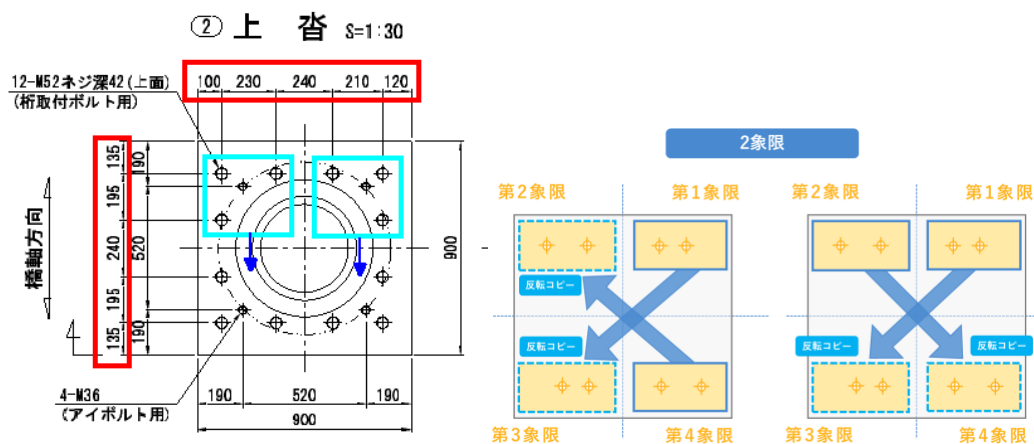 ② 上 沓 S=1:30
100 230 240 210 120
12-M52ネジ深42(上面)
(桁取付ボルト用)
135 195 240 195 135
190 520 190
橋軸方向
900
4-M36
(アイボルト用)
190 520 190
900
2象限
第2象限 第1象限
反転コピー
反転コピー
第3象限 第4象限
第2象限 第1象限
反転コピー 反転コピー
第3象限 第4象限